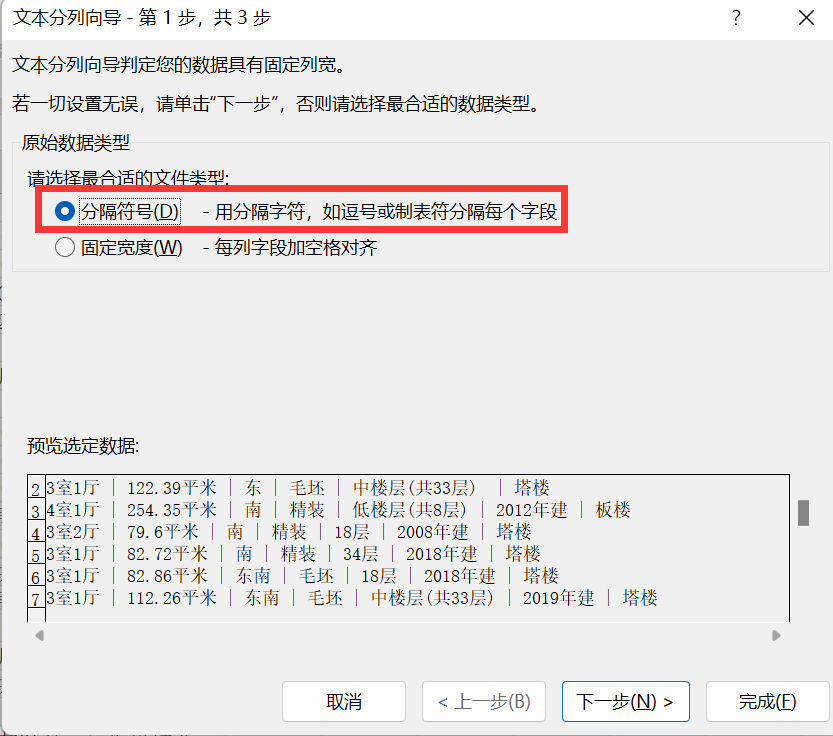 文本分列向导 - 第 1 步，共 3 步 ?
文本分列向导判定您的数据具有固定列宽。
若一切设置无误，请单击“下一步”，否则请选择最合适的数据类型。
原始数据类型
请选择最合适的文件类型:
分隔符号(D) - 用分隔字符，如逗号或制表符分隔每个字段
固定宽度(W) - 每列字段加空格对齐
预览选定数据:
2 3室1厅 | 122.39平米 | 东 | 毛坯 | 中楼层(共33层) | 塔楼
3 4室1厅 | 254.35平米 | 南 | 精装 | 低楼层(共8层) | 2012年建 | 板楼
4 3室2厅 | 79.6平米 | 南 | 精装 | 18层 | 2008年建 | 塔楼
5 3室1厅 | 82.72平米 | 南 | 精装 | 34层 | 2018年建 | 塔楼
6 3室1厅 | 82.86平米 | 东南 | 毛坯 | 18层 | 2018年建 | 塔楼
7 3室1厅 | 112.26平米 | 东南 | 毛坯 | 中楼层(共33层) | 2019年建 | 塔楼
取消 < 上一步(B) 下一步(N) > 完成(F)